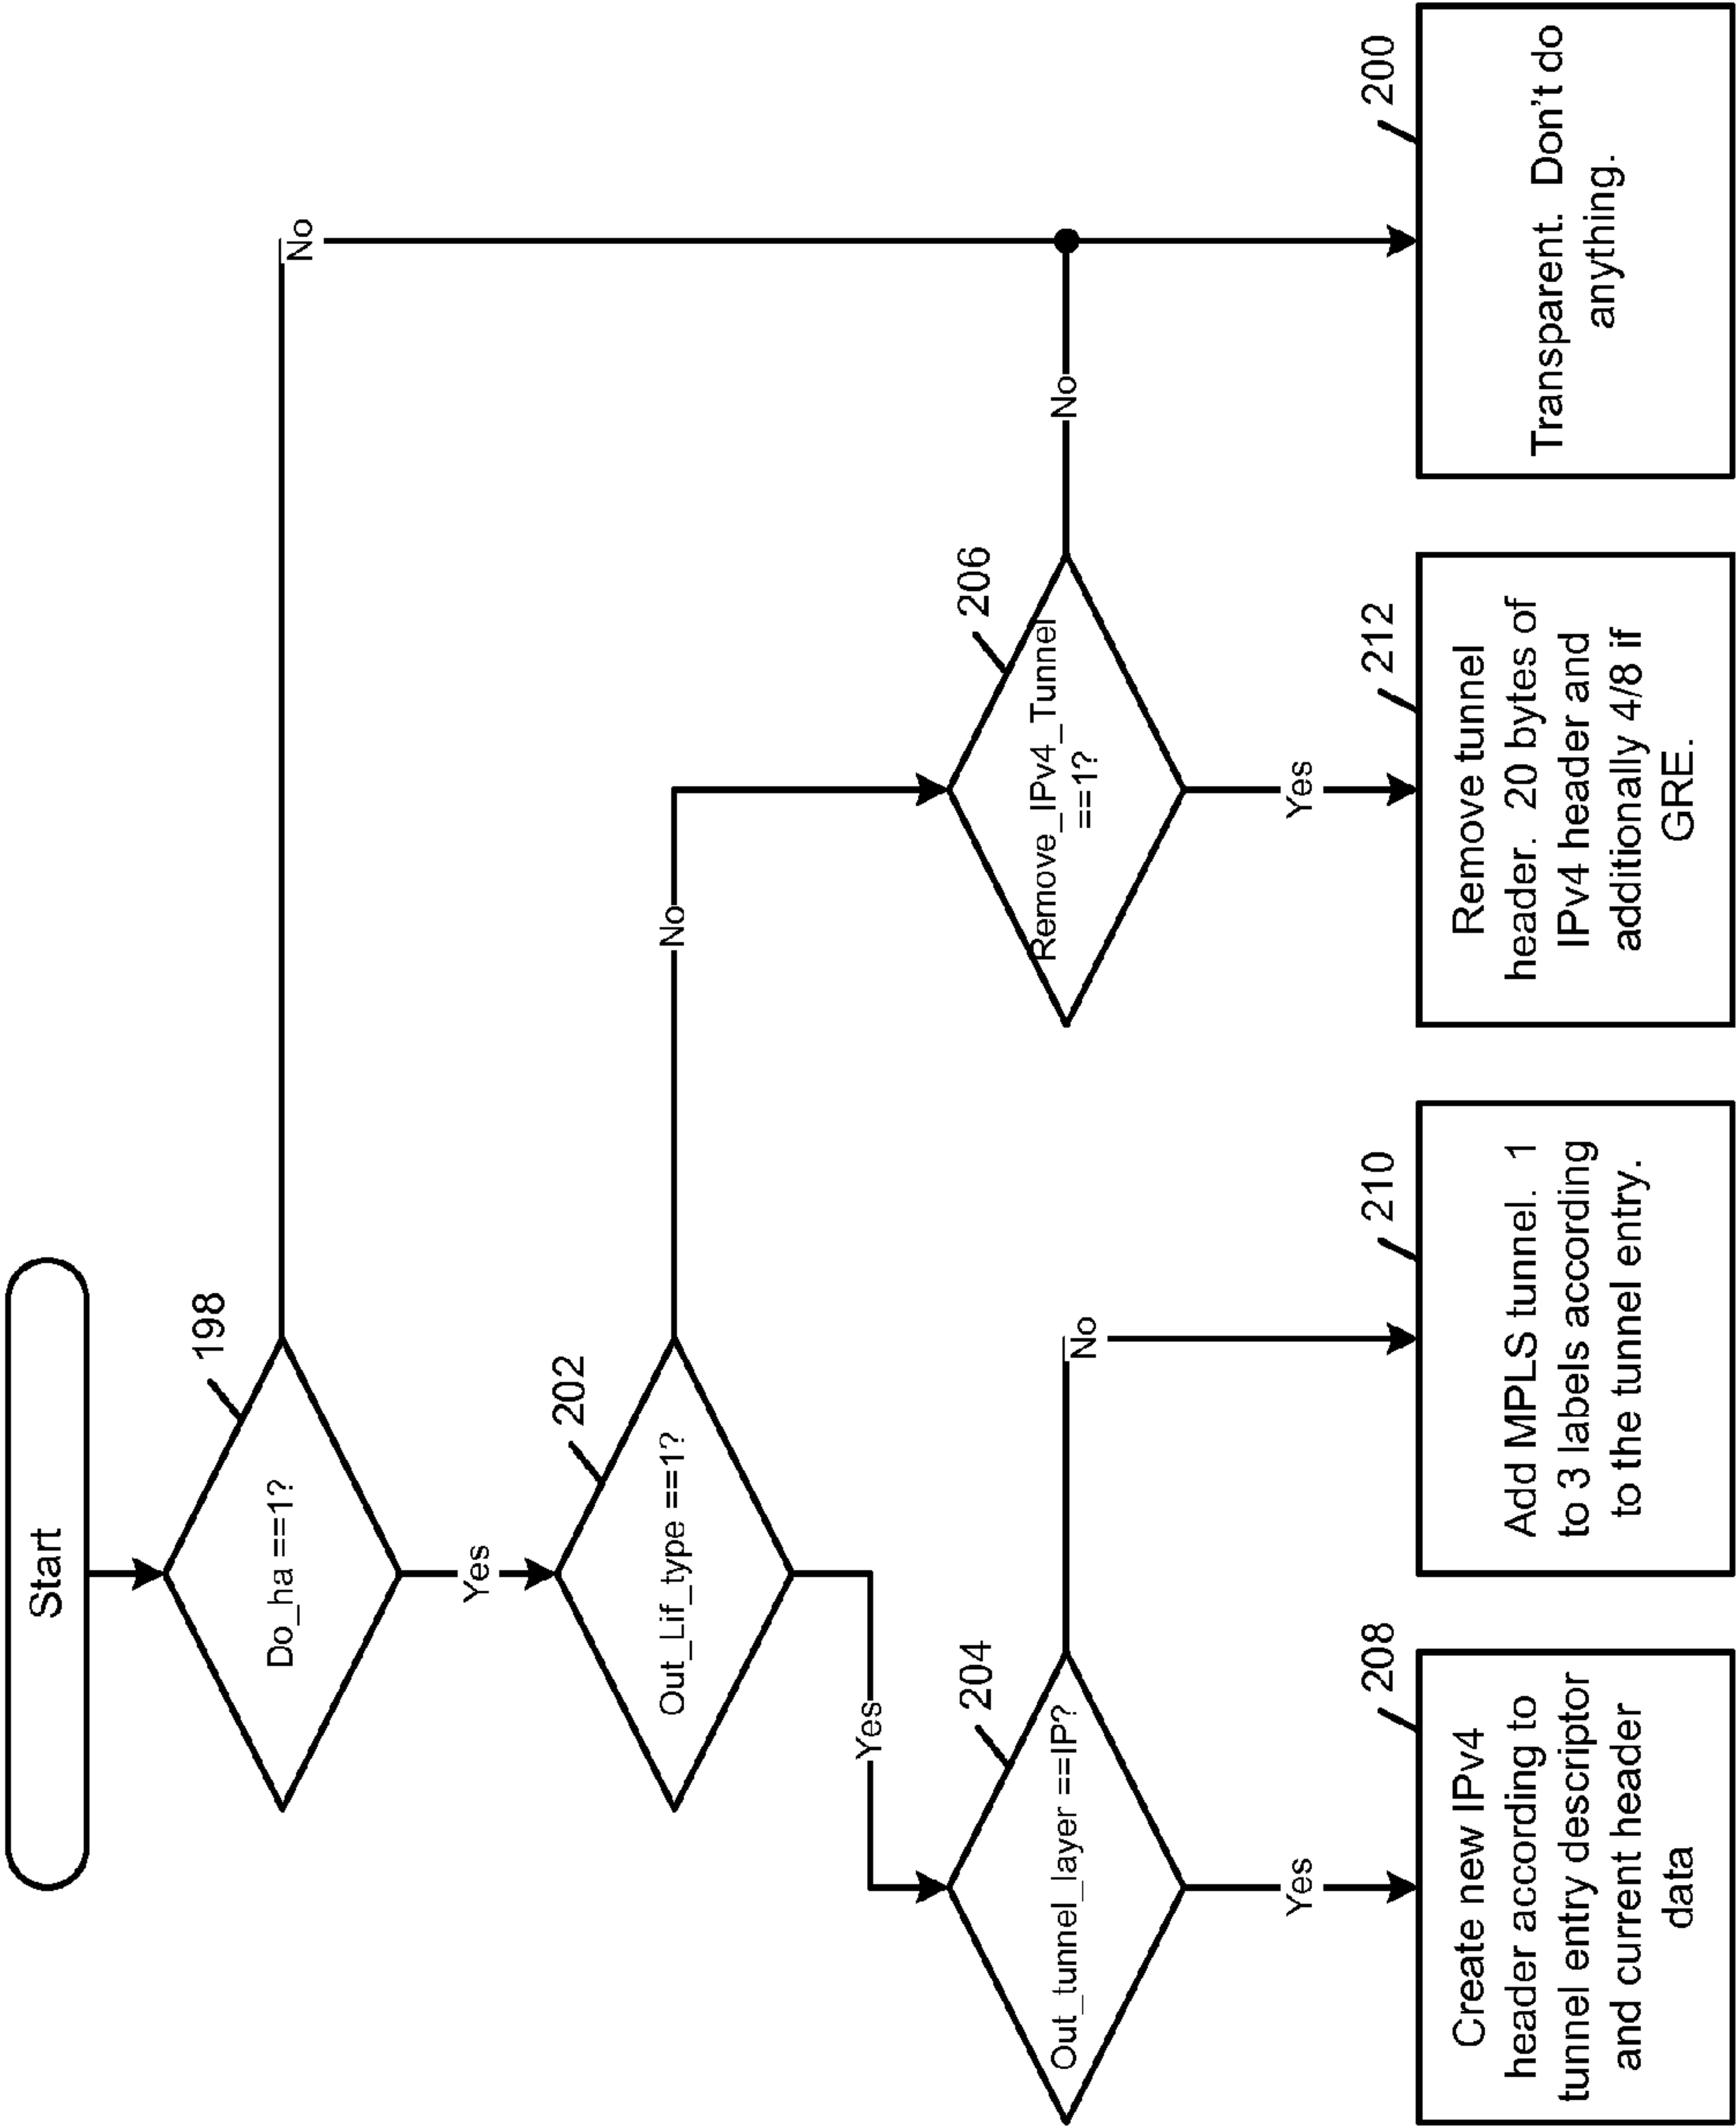 Start
198
Do_ha ==1?
No
Yes
202
Out_Lif_type ==1?
No
Yes
204
Out_tunnel_layer ==IP?
No
Yes
206
Remove_IPv4_Tunnel
==1?
No
Yes
208
Create new IPv4
header according to
tunnel entry descriptor
and current header
data
210
Add MPLS tunnel. 1
to 3 labels according
to the tunnel entry.
212
Remove tunnel
header. 20 bytes of
IPv4 header and
additionally 4/8 if
GRE.
200
Transparent. Don't do
anything.